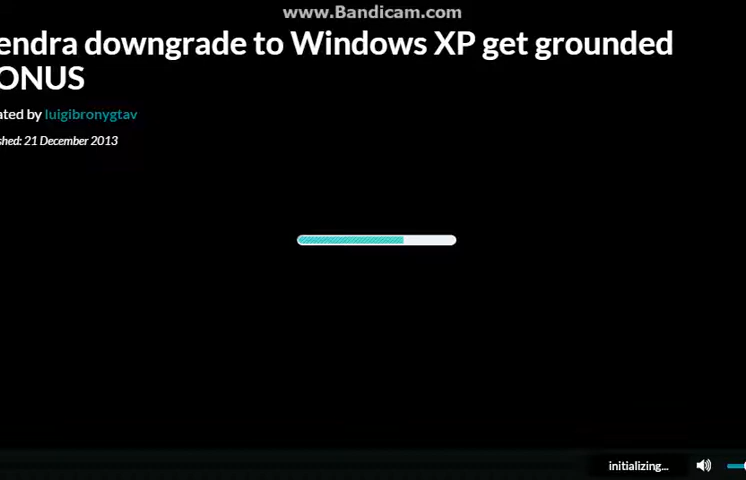 www.Bandicam.com
endra downgrade to Windows XP get grounded
ONUS
ated by luigibronygtav
shed: 21 December 2013
initializing...